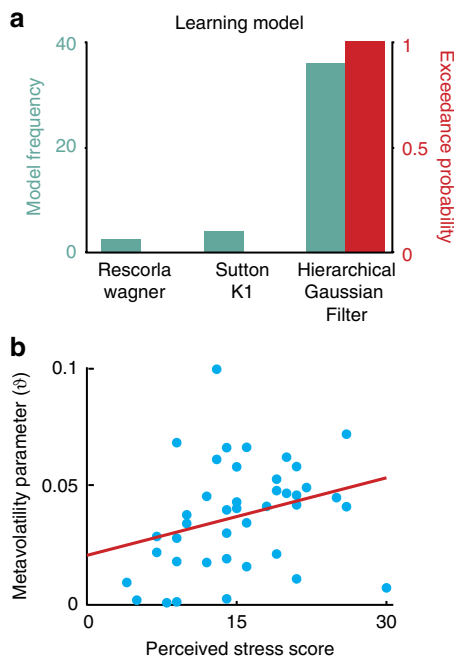 a
Learning model
Model frequency
40
20
0
1
0.5
0
Exceedance probability
Rescorla
wagner
Sutton
K1
Hierarchical
Gaussian
Filter
b
Metavolatility parameter (ϑ)
0.1
0.05
0
0
15
30
Perceived stress score